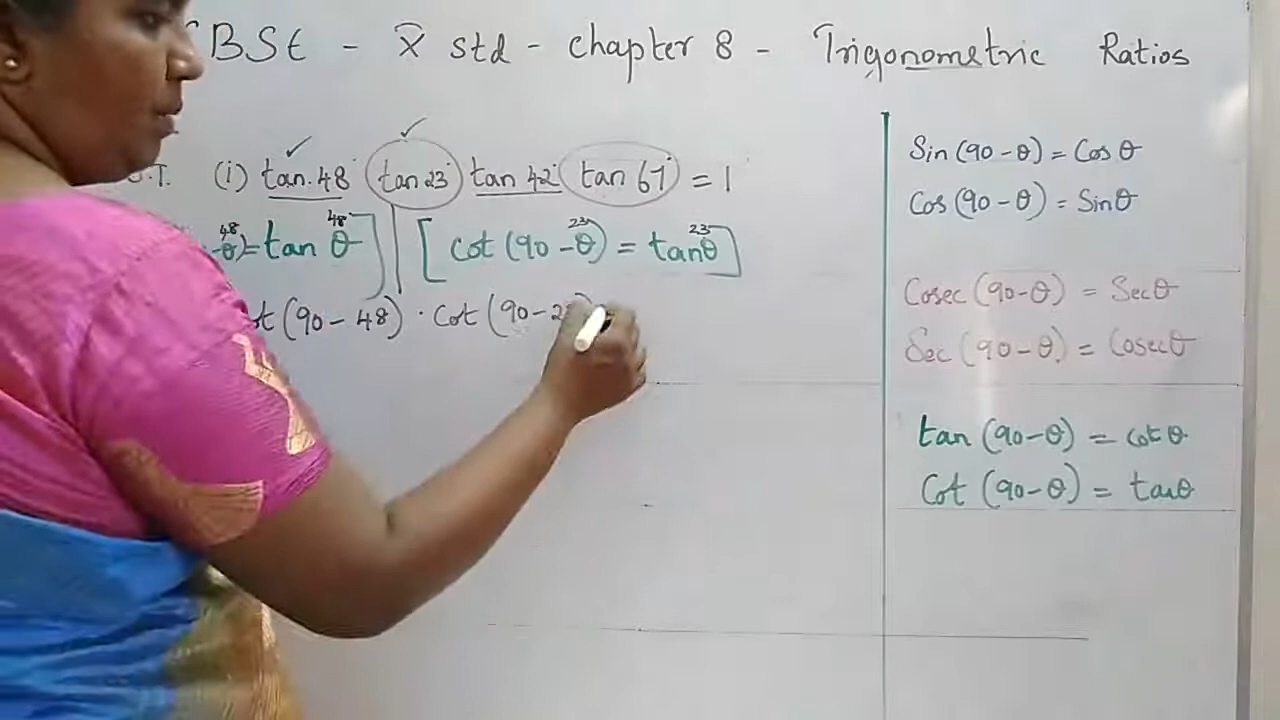 BSE - X std - chapter 8 - Trigonometric Ratios
(i) tan 48° tan 23° tan 42° tan 67° = 1
48 48 23 23
θ) = tan θ] [cot (90 - θ) = tan θ]
(90 - 48) · cot (90 - 2
Sin (90 - θ) = Cos θ
Cos (90 - θ) = Sin θ
Cosec (90 - θ) = Sec θ
Sec (90 - θ) = Cosec θ
tan (90 - θ) = cot θ
Cot (90 - θ) = tan θ